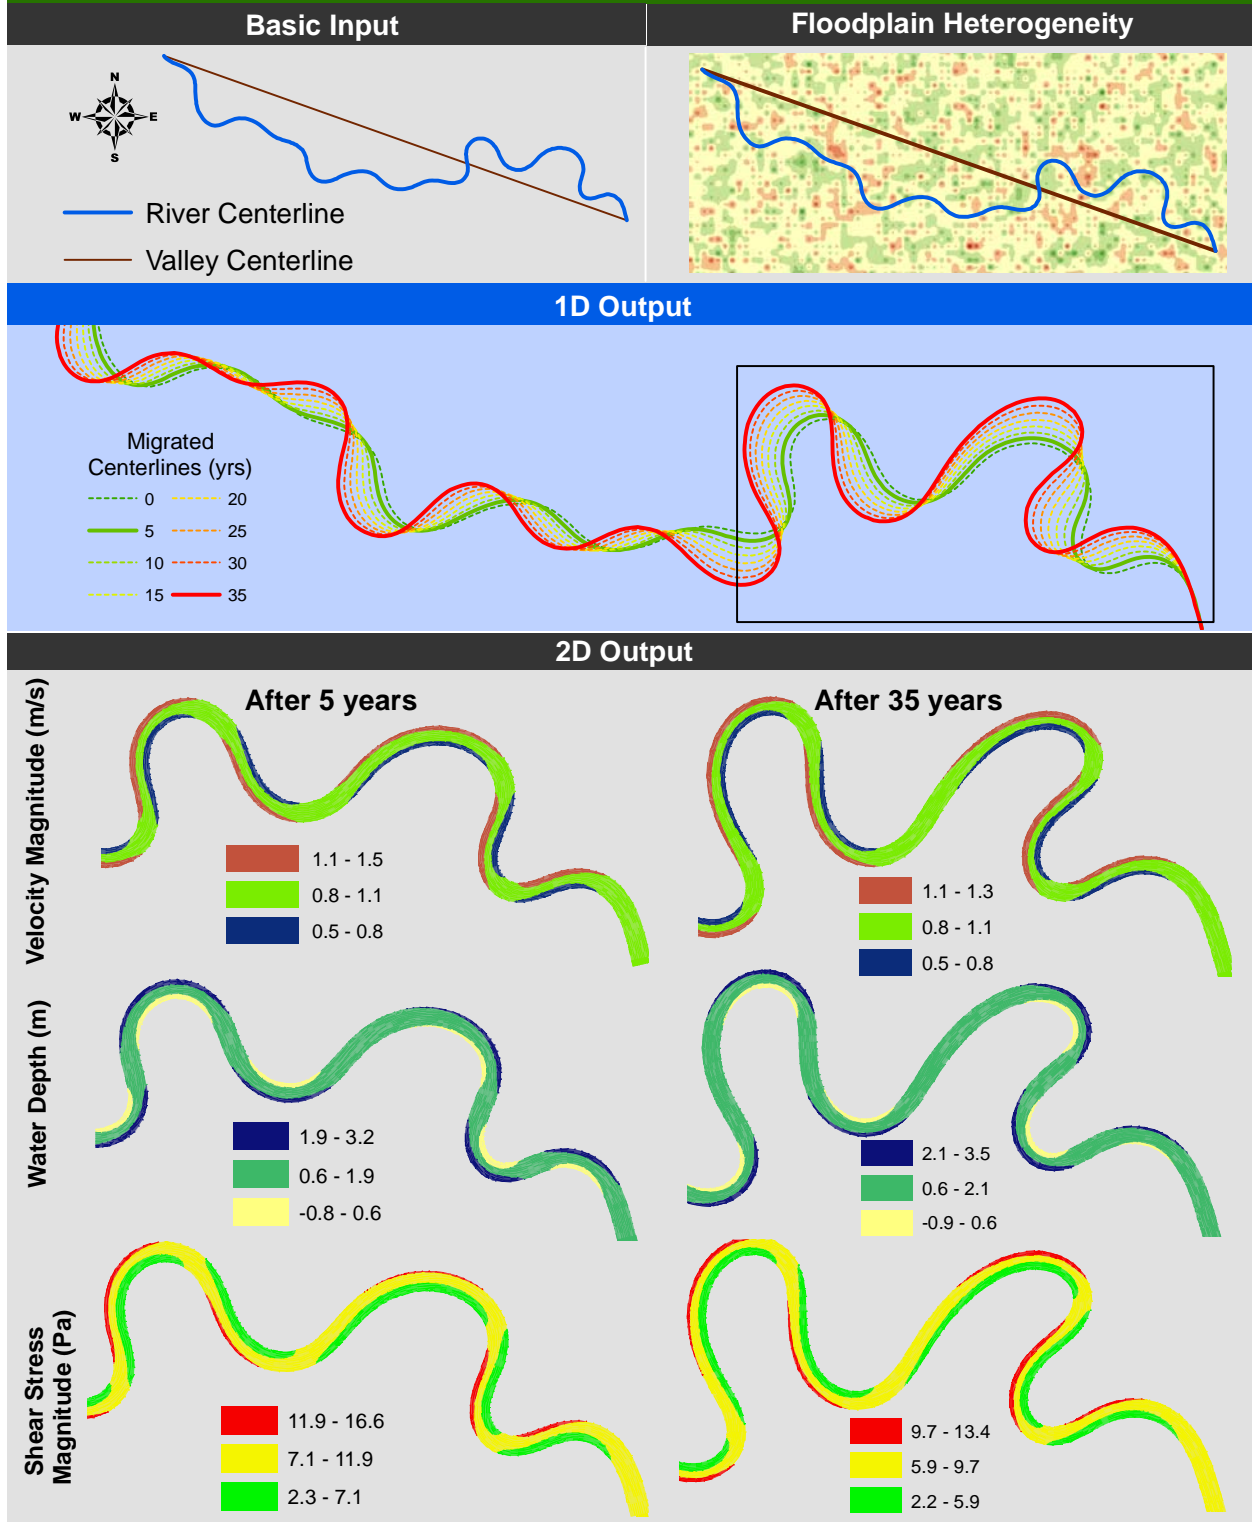 Basic Input
Floodplain Heterogeneity
N
W E
S
River Centerline
Valley Centerline
1D Output
Migrated
Centerlines (yrs)
0 20
5 25
10 30
15 35
2D Output
After 5 years
After 35 years
Velocity Magnitude (m/s)
1.1 - 1.5
0.8 - 1.1
0.5 - 0.8
1.1 - 1.3
0.8 - 1.1
0.5 - 0.8
Water Depth (m)
1.9 - 3.2
0.6 - 1.9
-0.8 - 0.6
2.1 - 3.5
0.6 - 2.1
-0.9 - 0.6
Shear Stress
Magnitude (Pa)
11.9 - 16.6
7.1 - 11.9
2.3 - 7.1
9.7 - 13.4
5.9 - 9.7
2.2 - 5.9